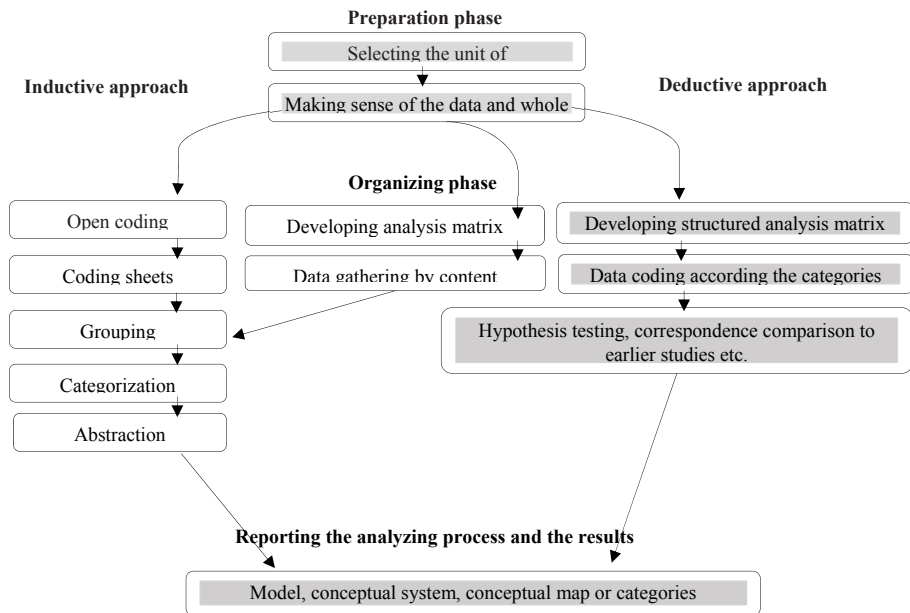 Preparation phase
Selecting the unit of
Inductive approach
Deductive approach
Making sense of the data and whole
Organizing phase
Open coding
Developing analysis matrix
Developing structured analysis matrix
Coding sheets
Data gathering by content
Data coding according the categories
Grouping
Hypothesis testing, correspondence comparison to
earlier studies etc.
Categorization
Abstraction
Reporting the analyzing process and the results
Model, conceptual system, conceptual map or categories